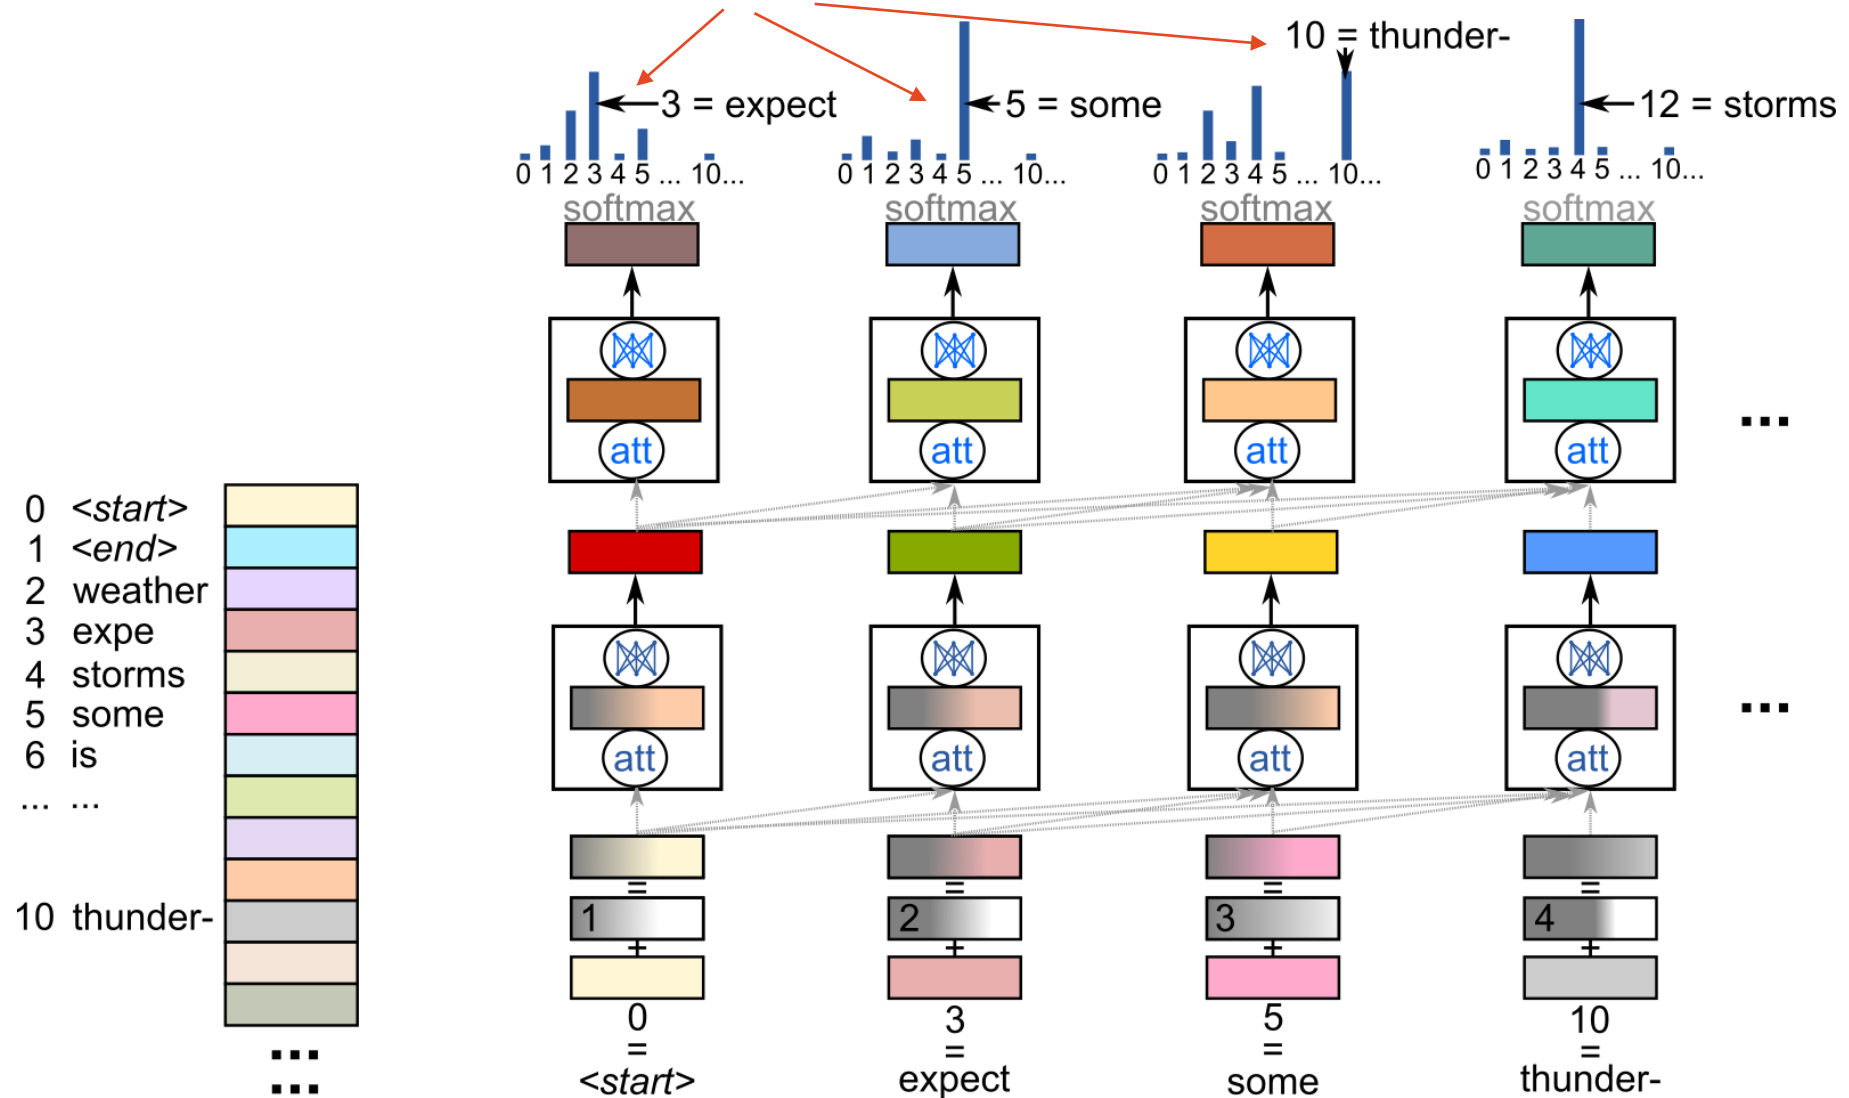 10 = thunder-
3 = expect
5 = some
12 = storms
0 1 2 3 4 5 ... 10...
0 1 2 3 4 5 ... 10...
0 1 2 3 4 5 ... 10...
0 1 2 3 4 5 ... 10...
softmax
softmax
softmax
softmax
att
att
att
att
...
0 <start>
1 <end>
2 weather
3 expe
4 storms
5 some
6 is
... ...
10 thunder-
...
...
att
att
att
att
...
=
=
=
=
1
2
3
4
+
+
+
+
0
=
<start>
3
=
expect
5
=
some
10
=
thunder-